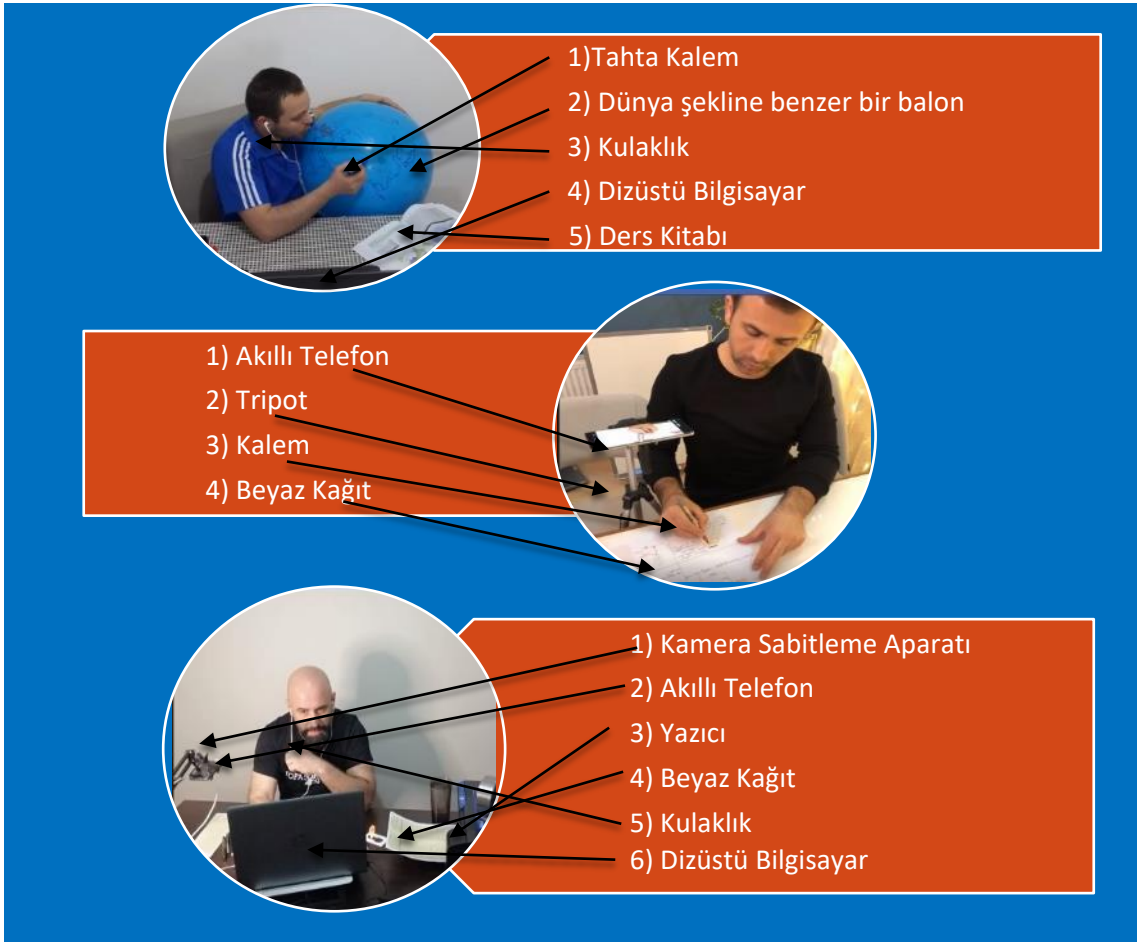 1)Tahta Kalem
2) Dünya şekline benzer bir balon
3) Kulaklık
4) Dizüstü Bilgisayar
5) Ders Kitabı
1) Akıllı Telefon
2) Tripot
3) Kalem
4) Beyaz Kağıt
1) Kamera Sabitleme Aparatı
2) Akıllı Telefon
3) Yazıcı
4) Beyaz Kağıt
5) Kulaklık
6) Dizüstü Bilgisayar